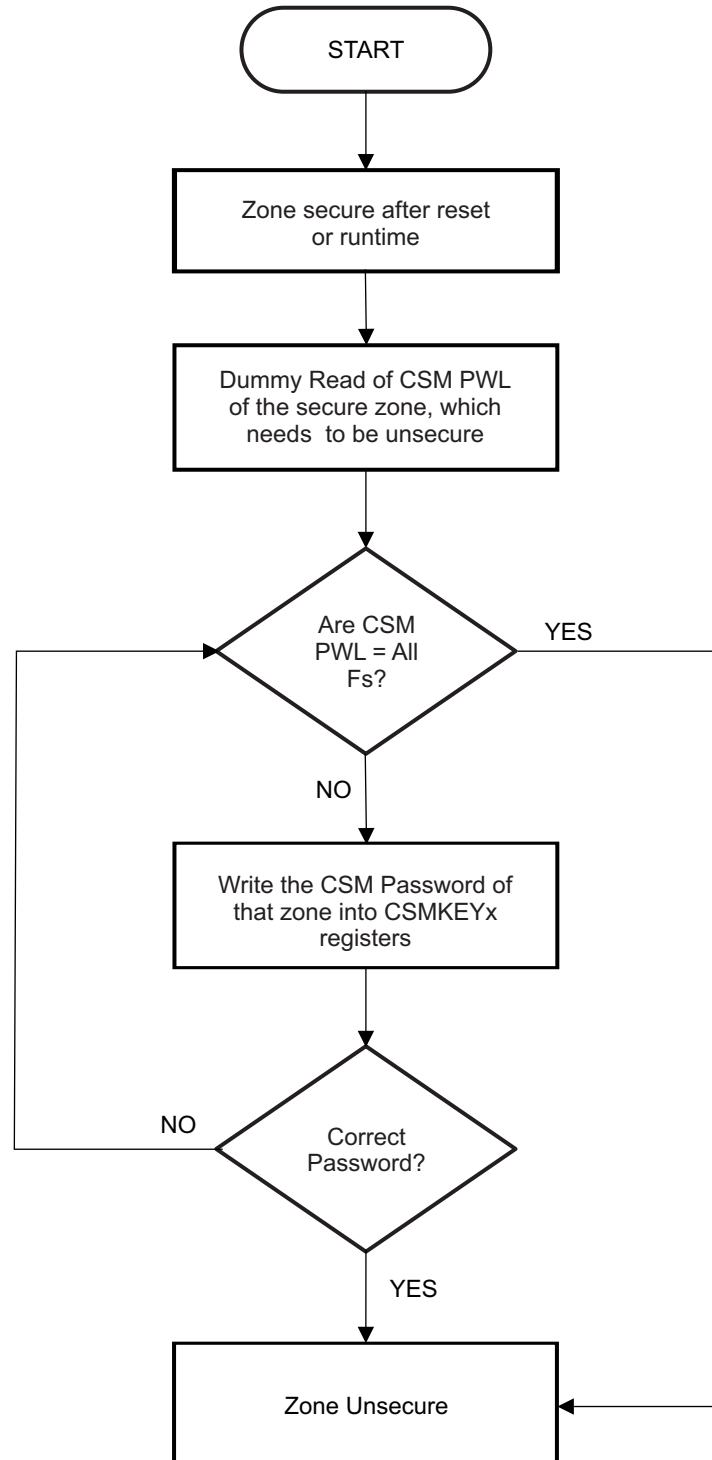 START
Zone secure after reset
or runtime
Dummy Read of CSM PWL
of the secure zone, which
needs to be unsecure
Are CSM
PWL = All
Fs?
YES
NO
Write the CSM Password of
that zone into CSMKEYx
registers
NO
Correct
Password?
YES
Zone Unsecure